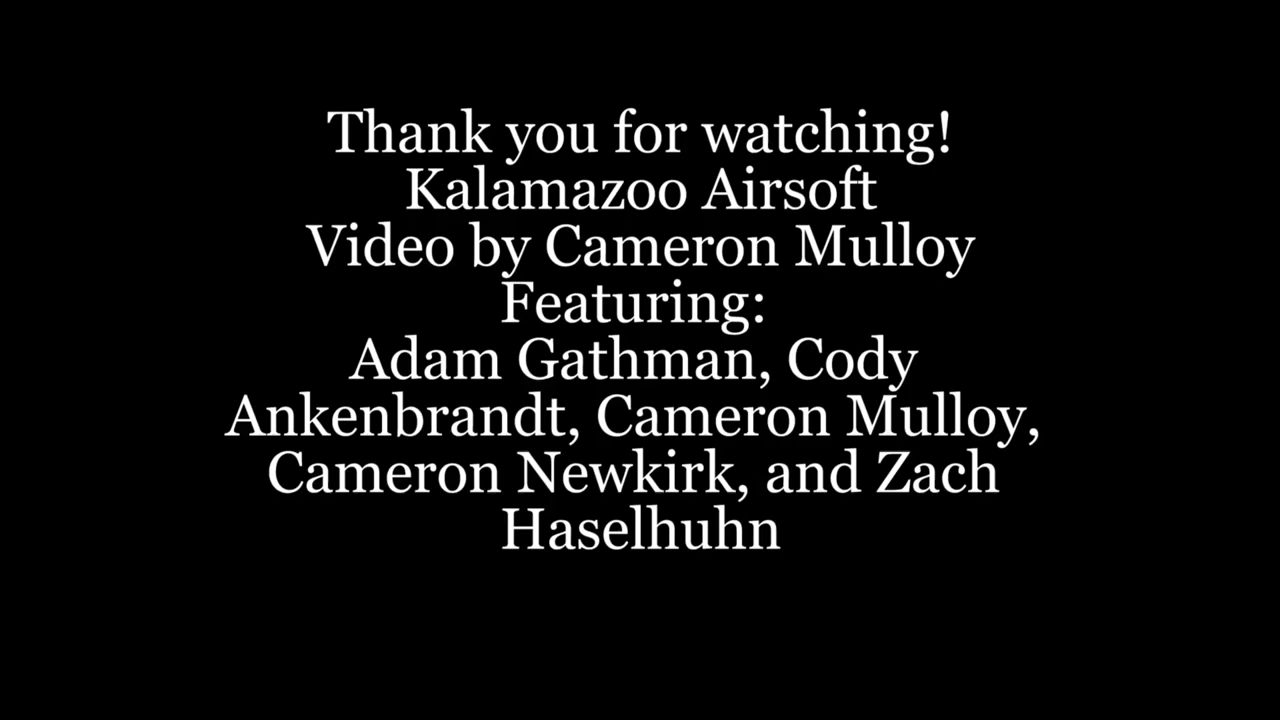 Thank you for watching!
Kalamazoo Airsoft
Video by Cameron Mulloy
Featuring:
Adam Gathman, Cody
Ankenbrandt, Cameron Mulloy,
Cameron Newkirk, and Zach
Haselhuhn